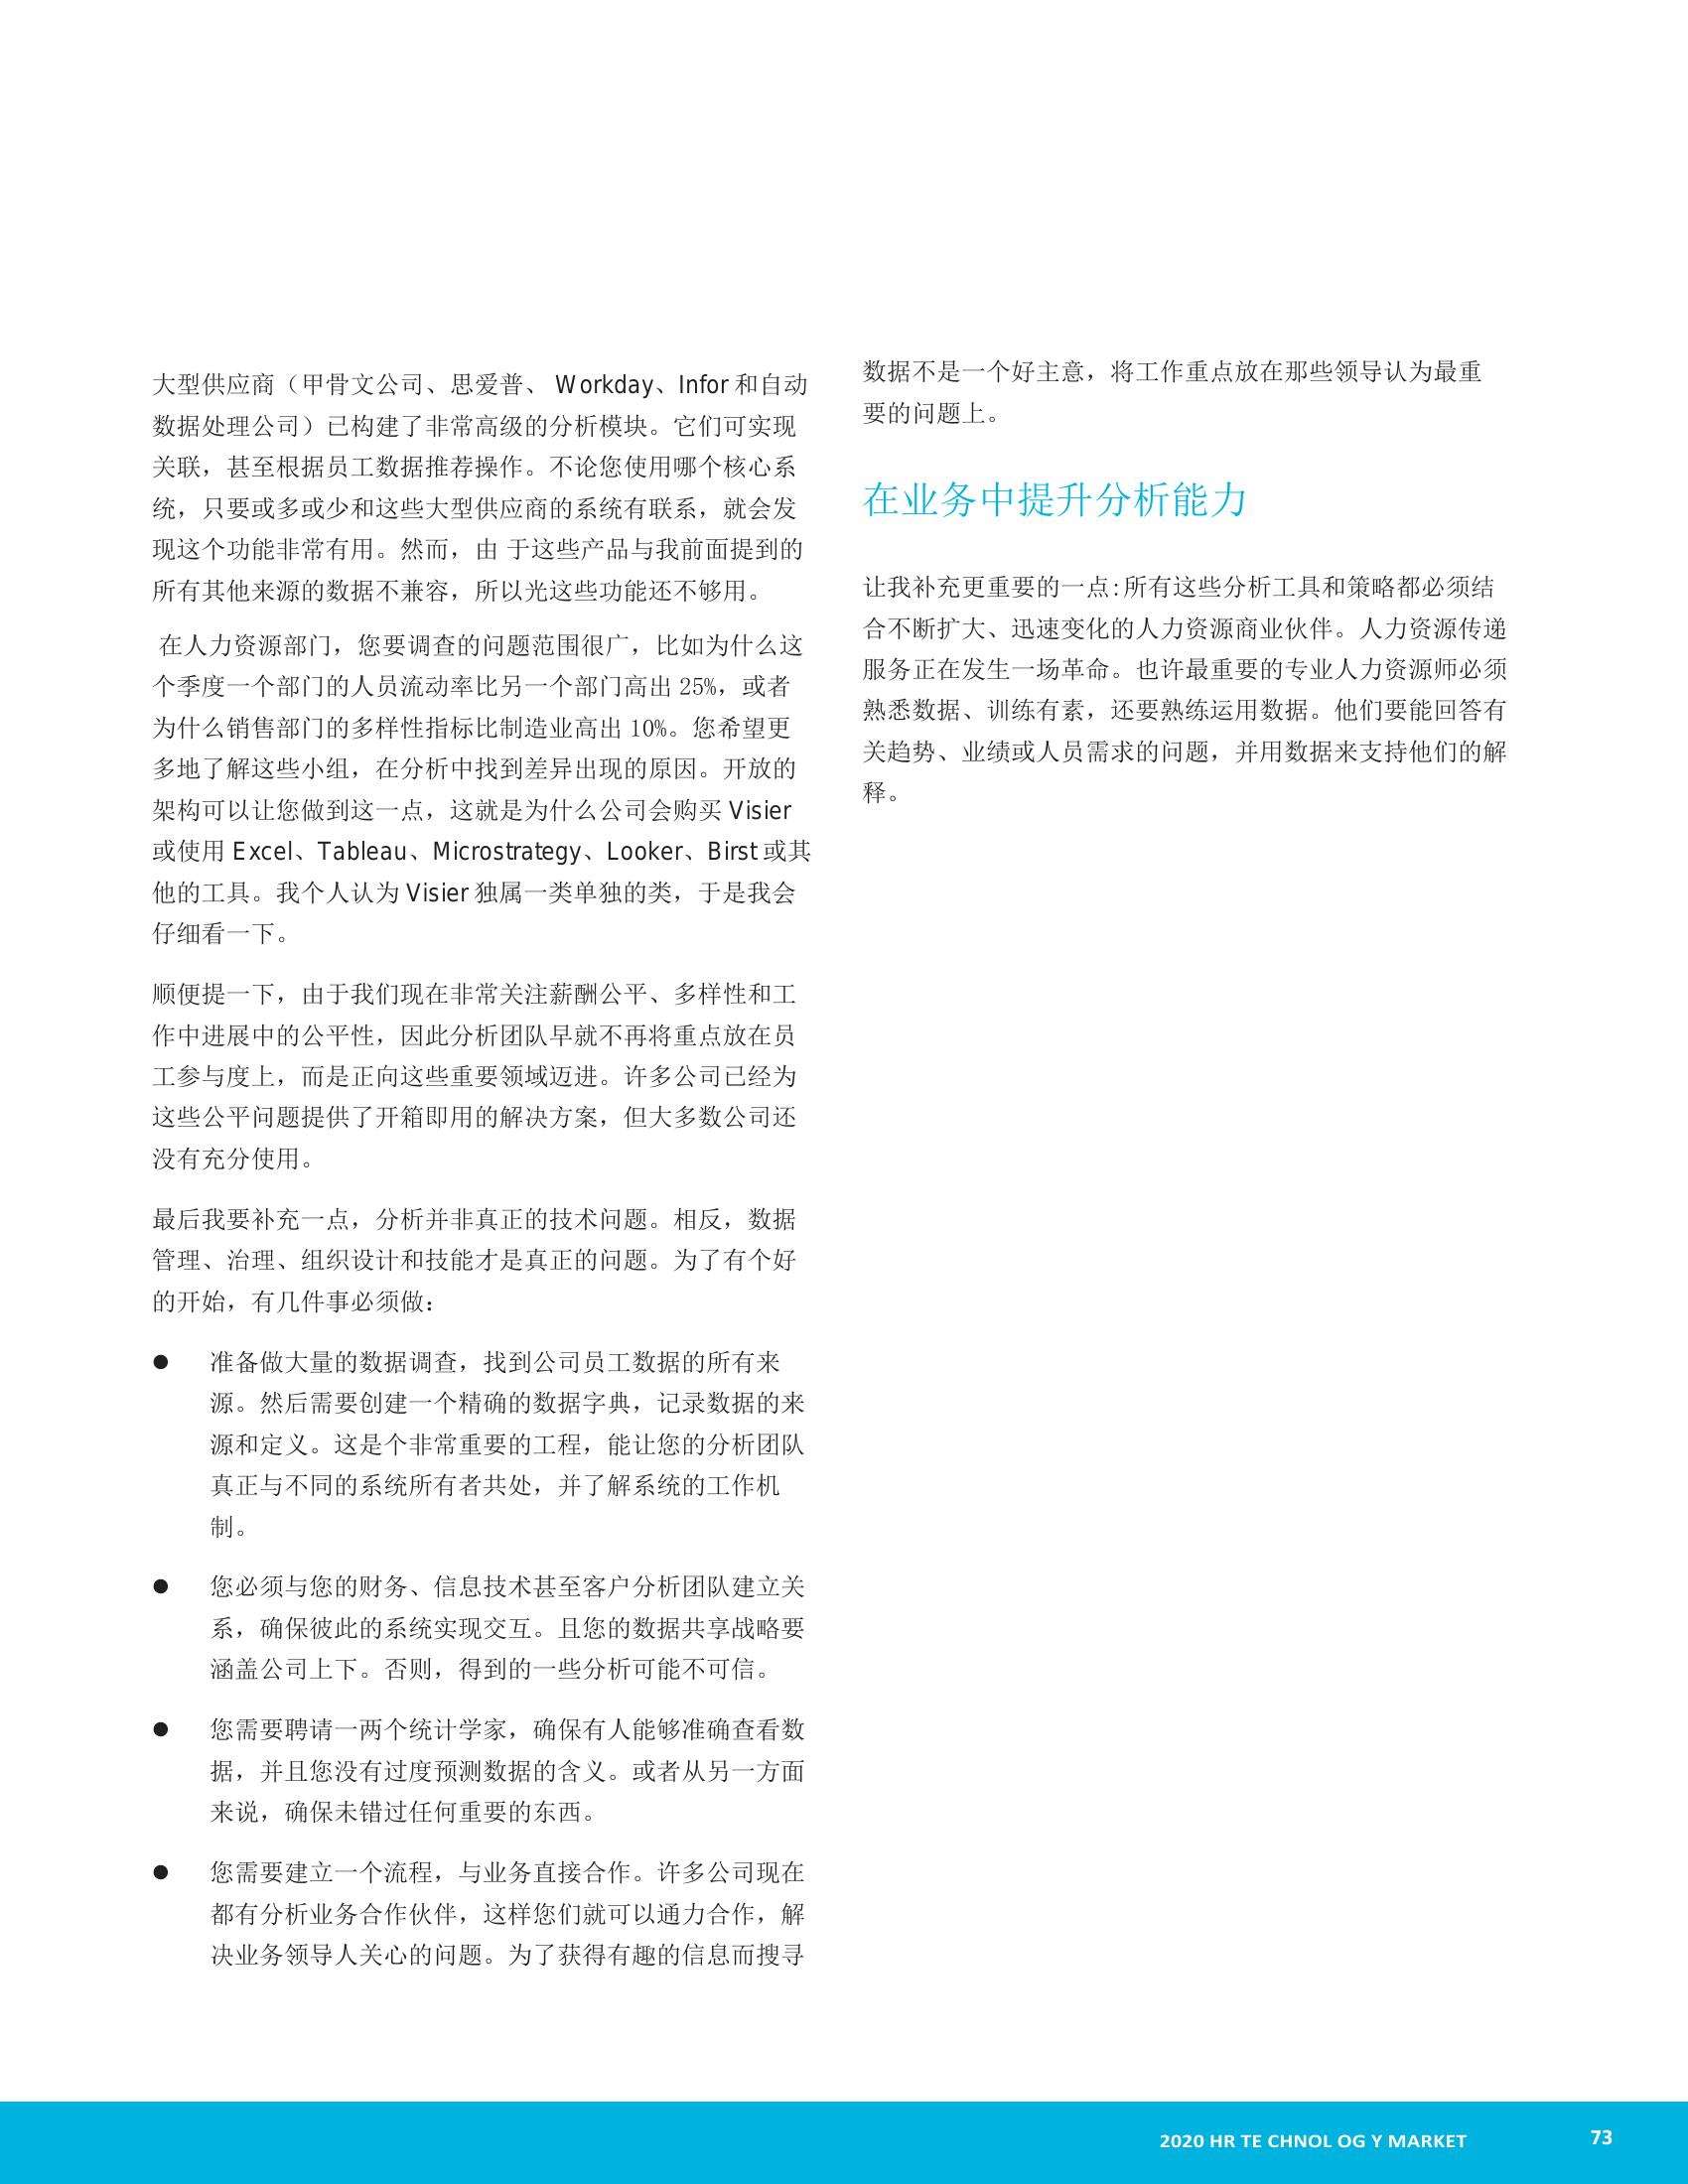 大型供应商（甲骨文公司、思爱普、 Workday、Infor 和自动
数据处理公司）已构建了非常高级的分析模块。它们可实现
关联，甚至根据员工数据推荐操作。不论您使用哪个核心系
统，只要或多或少和这些大型供应商的系统有联系，就会发
现这个功能非常有用。然而，由 于这些产品与我前面提到的
所有其他来源的数据不兼容，所以光这些功能还不够用。
在人力资源部门，您要调查的问题范围很广，比如为什么这
个季度一个部门的人员流动率比另一个部门高出 25%，或者
为什么销售部门的多样性指标比制造业高出 10%。您希望更
多地了解这些小组，在分析中找到差异出现的原因。开放的
架构可以让您做到这一点，这就是为什么公司会购买 Visier
或使用 Excel、Tableau、Microstrategy、Looker、Birst 或其
他的工具。我个人认为 Visier 独属一类单独的类，于是我会
仔细看一下。
顺便提一下，由于我们现在非常关注薪酬公平、多样性和工
作中进展中的公平性，因此分析团队早就不再将重点放在员
工参与度上，而是正向这些重要领域迈进。许多公司已经为
这些公平问题提供了开箱即用的解决方案，但大多数公司还
没有充分使用。
最后我要补充一点，分析并非真正的技术问题。相反，数据
管理、治理、组织设计和技能才是真正的问题。为了有个好
的开始，有几件事必须做：
● 准备做大量的数据调查，找到公司员工数据的所有来
源。然后需要创建一个精确的数据字典，记录数据的来
源和定义。这是个非常重要的工程，能让您的分析团队
真正与不同的系统所有者共处，并了解系统的工作机
制。
● 您必须与您的财务、信息技术甚至客户分析团队建立关
系，确保彼此的系统实现交互。且您的数据共享战略要
涵盖公司上下。否则，得到的一些分析可能不可信。
● 您需要聘请一两个统计学家，确保有人能够准确查看数
据，并且您没有过度预测数据的含义。或者从另一方面
来说，确保未错过任何重要的东西。
● 您需要建立一个流程，与业务直接合作。许多公司现在
都有分析业务合作伙伴，这样您们就可以通力合作，解
决业务领导人关心的问题。为了获得有趣的信息而搜寻
数据不是一个好主意，将工作重点放在那些领导认为最重
要的问题上。
在业务中提升分析能力
让我补充更重要的一点：所有这些分析工具和策略都必须结
合不断扩大、迅速变化的人力资源商业伙伴。人力资源传递
服务正在发生一场革命。也许最重要的专业人力资源师必须
熟悉数据、训练有素，还要熟练运用数据。他们要能回答有
关趋势、业绩或人员需求的问题，并用数据来支持他们的解
释。
2020 HR TE CHNOL OG Y MARKET 73